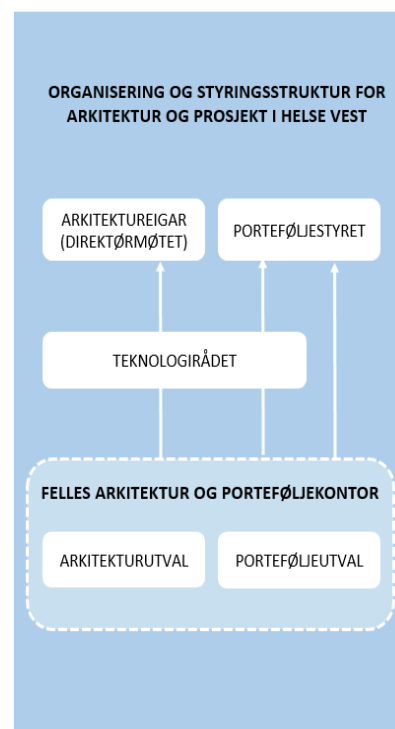 ORGANISERING OG STYRINGSSTRUKTUR FOR
ARKITEKTUR OG PROSJEKT I HELSE VEST
ARKITEKTUREIGAR
(DIREKTØRMØTET)
PORTEFØLJESTYRET
TEKNOLOGIRÅDET
FELLES ARKITEKTUR OG PORTEFØLJEKONTOR
ARKITEKTURUTVAL
PORTEFØLJEUTVAL